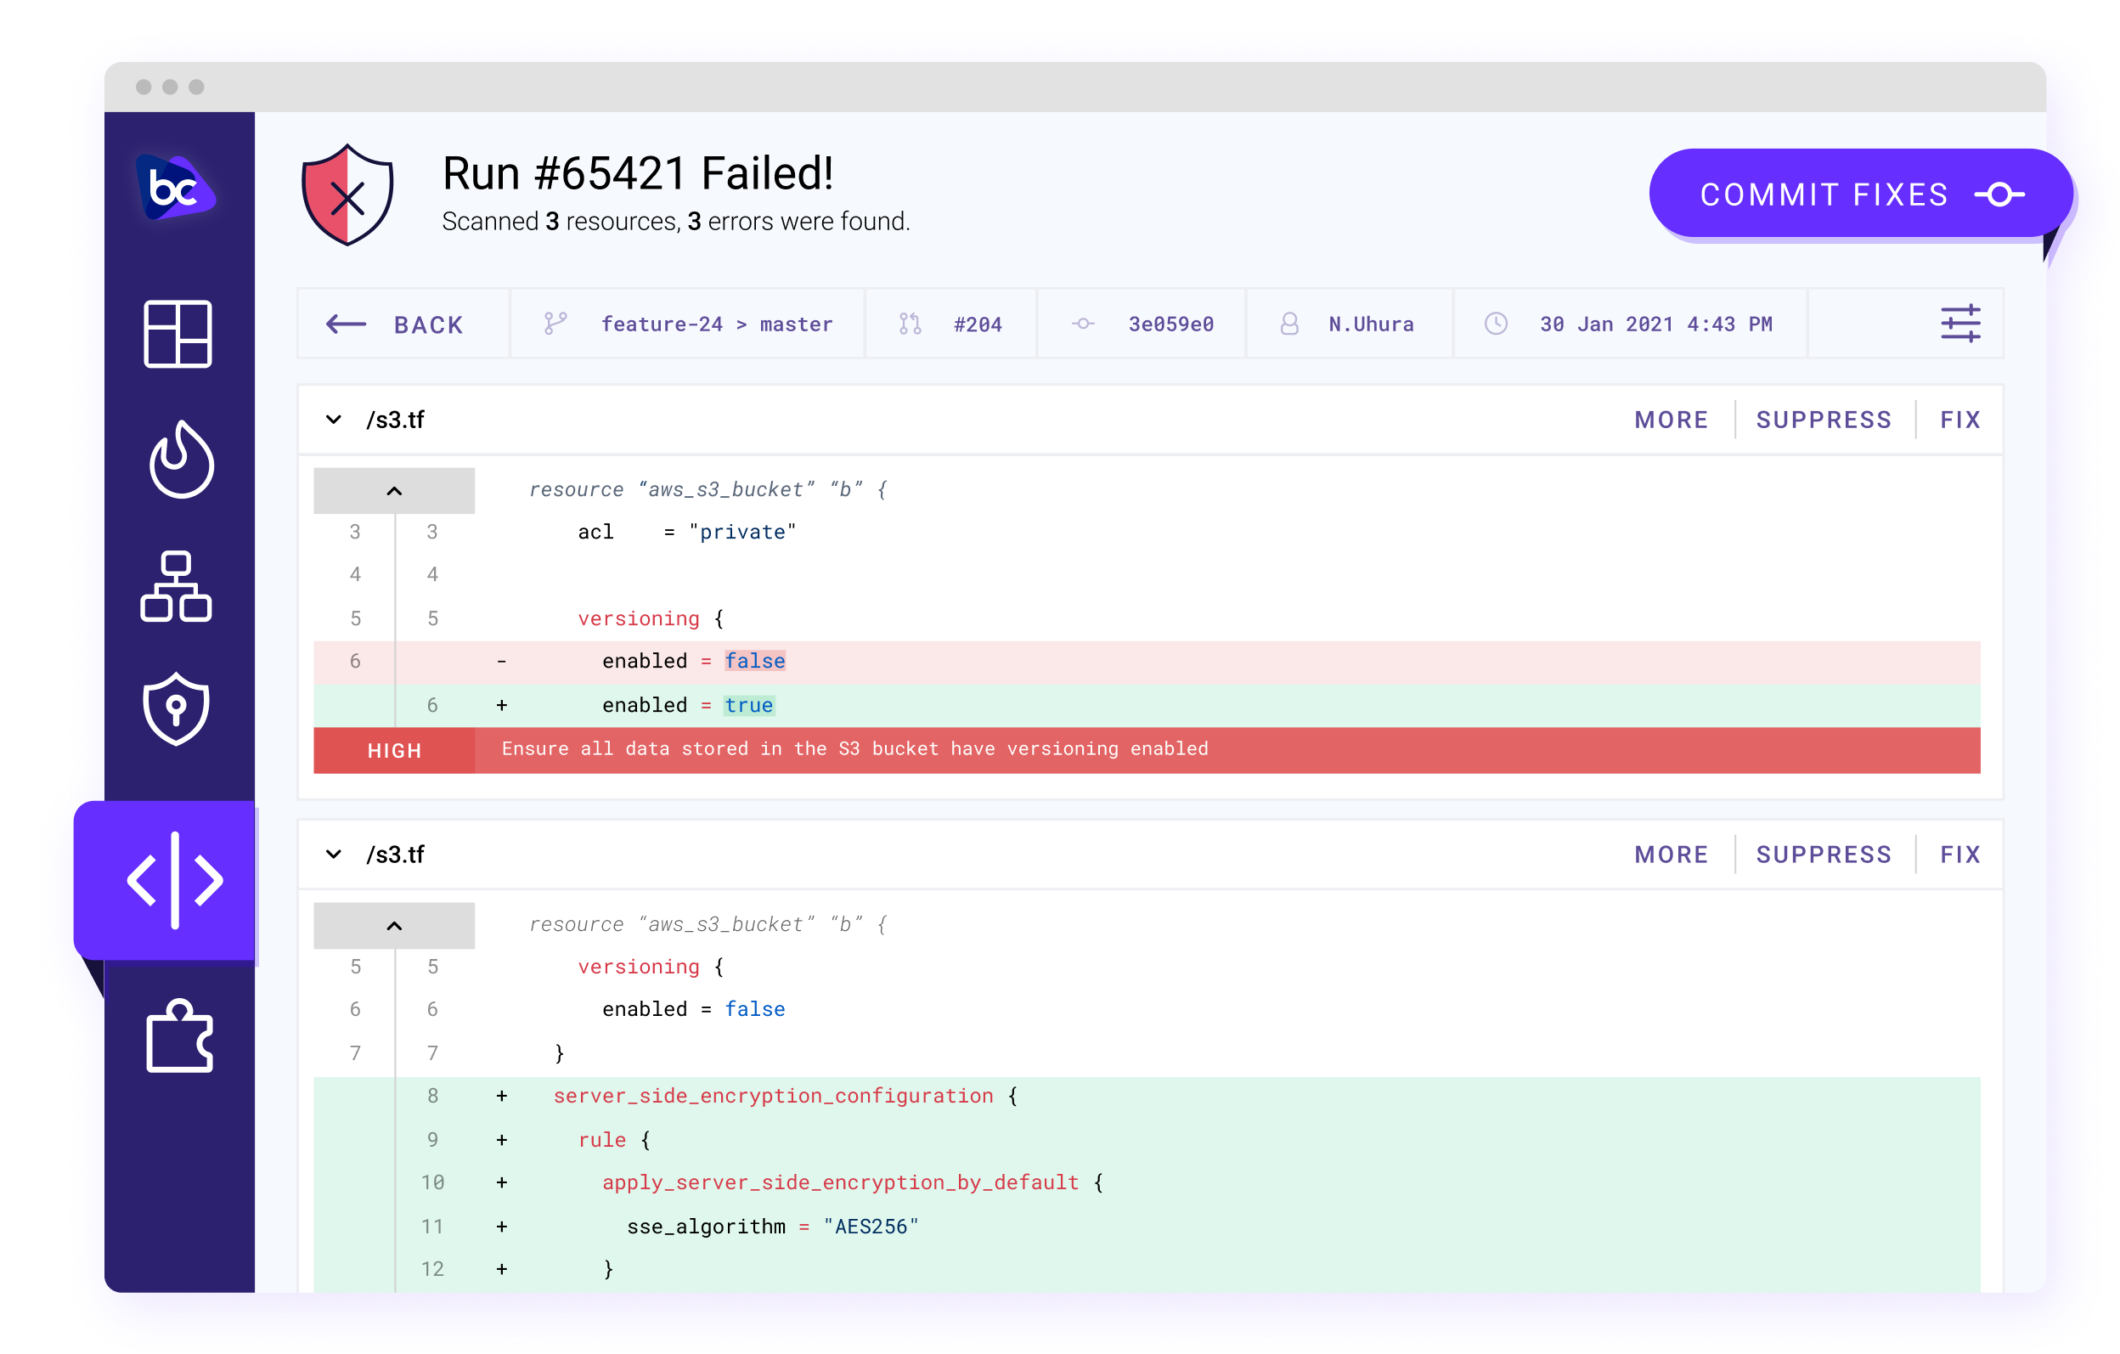 bc
Run #65421 Failed!
Scanned 3 resources, 3 errors were found.
COMMIT FIXES
BACK feature-24 > master #204 3e059e0 N.Uhura 30 Jan 2021 4:43 PM
/s3.tf MORE SUPPRESS FIX
resource “aws_s3_bucket” “b” {
3 3 acl = "private"
4 4
5 5 versioning {
6 - enabled = false
6 + enabled = true
HIGH Ensure all data stored in the S3 bucket have versioning enabled
/s3.tf MORE SUPPRESS FIX
resource “aws_s3_bucket” “b” {
5 5 versioning {
6 6 enabled = false
7 7 }
8 + server_side_encryption_configuration {
9 + rule {
10 + apply_server_side_encryption_by_default {
11 + sse_algorithm = "AES256"
12 + }